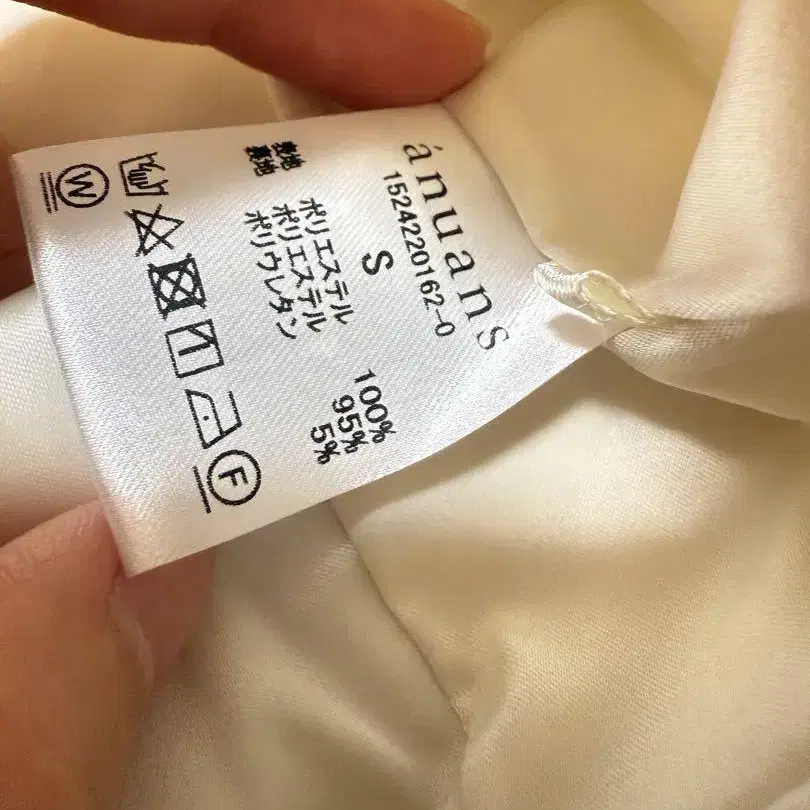 ánuans
1524220162-0
S
表地 ポリエステル 100%
裏地 ポリエステル 95%
ポリウレタン 5%
W
F